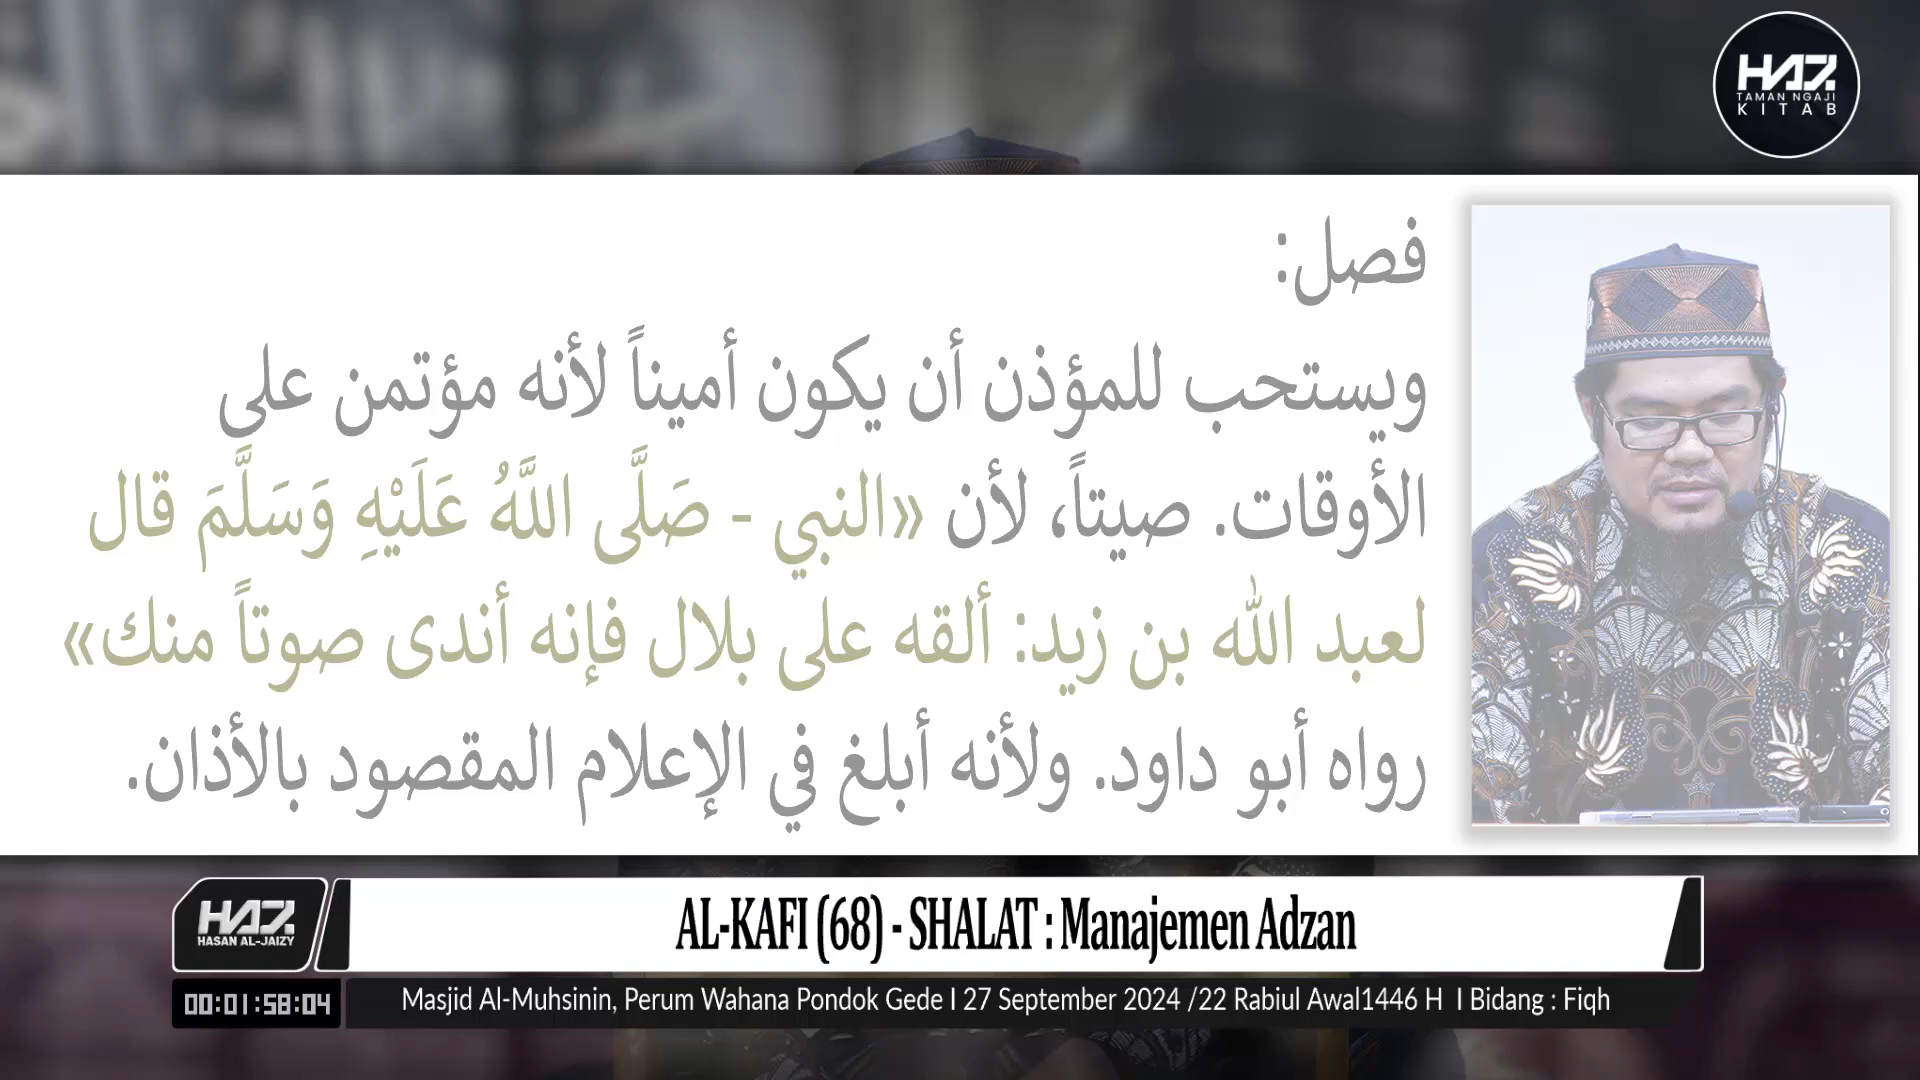 HAZ.
TAMAN NGAJI
KITAB
فصل:
ويستحب للمؤذن أن يكون أميناً لأنه مؤتمن على
الأوقات. صيتاً، لأن «النبي - صَلَّى اللَّهُ عَلَيْهِ وَسَلَّمَ قال
لعبد الله بن زيد: ألقه على بلال فإنه أندى صوتاً منك»
رواه أبو داود. ولأنه أبلغ في الإعلام المقصود بالأذان.
HAZ.
HASAN AL-JAIZY
AL-KAFI (68) - SHALAT : Manajemen Adzan
00:01:58:04
Masjid Al-Muhsinin, Perum Wahana Pondok Gede I 27 September 2024 /22 Rabiul Awal1446 H I Bidang : Fiqh